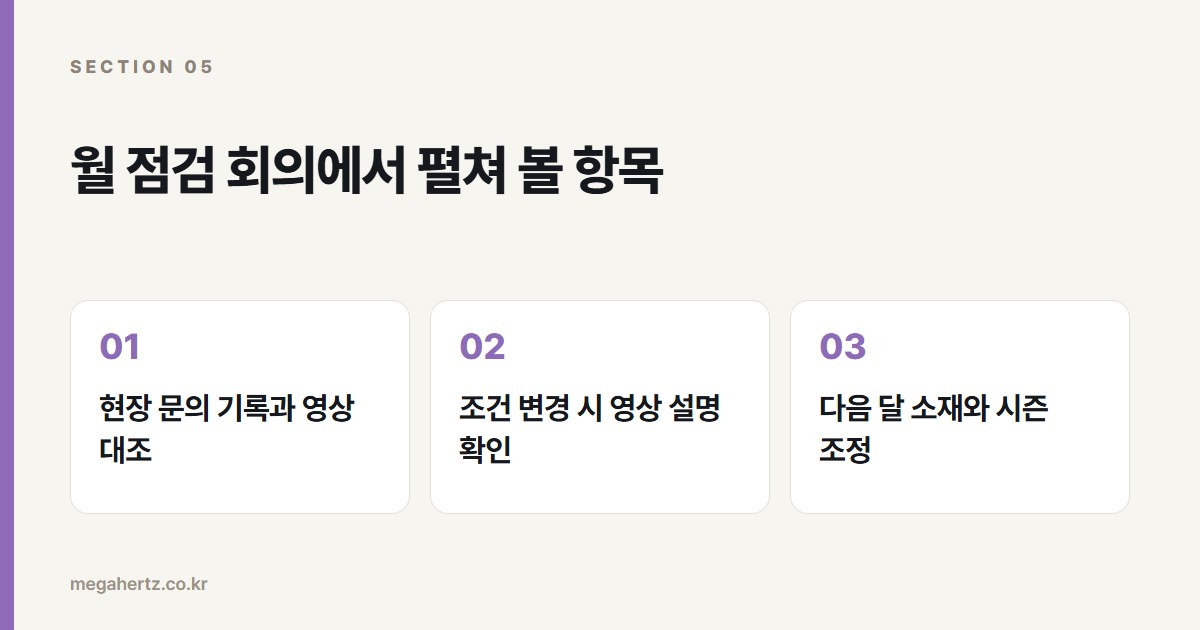 SECTION 05
월 점검 회의에서 펼쳐 볼 항목
01
현장 문의 기록과 영상
대조
02
조건 변경 시 영상 설명
확인
03
다음 달 소재와 시즌
조정
megahertz.co.kr